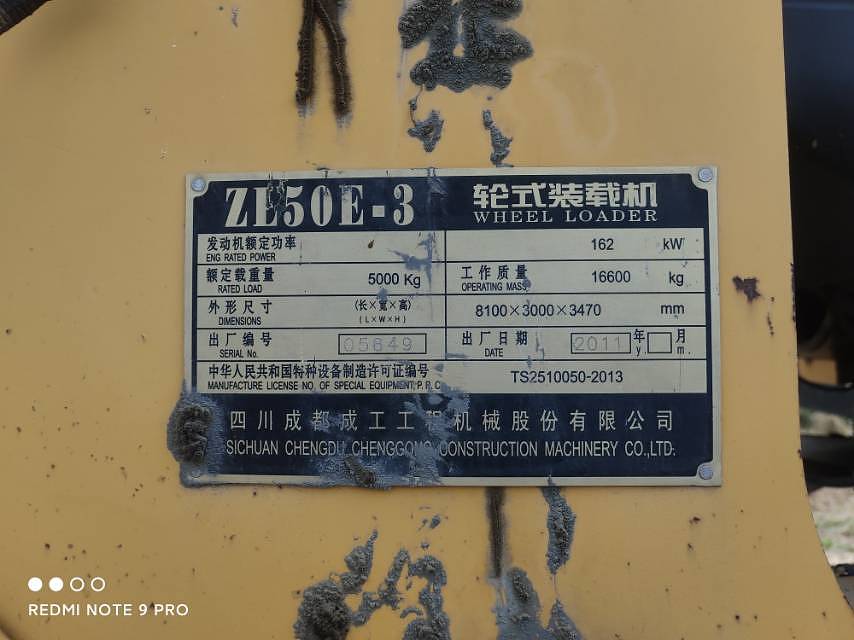 ZL50E-3 轮式装载机
WHEEL LOADER
发动机额定功率 162 kW
ENG RATED POWER
额定载重量 5000 Kg 工作质量 16600 kg
RATED LOAD OPERATING MASS
外形尺寸 (长×宽×高) 8100×3000×3470 mm
DIMENSIONS (L×W×H)
出厂编号 05849 出厂日期 2011 年 月
SERIAL No. DATE y. m.
中华人民共和国特种设备制造许可证编号 TS2510050-2013
MANUFACTURE LICENSE NO. OF SPECIAL EQUIPMENT, P. R. C
四川成都成工工程机械股份有限公司
SICHUAN CHENGDU CHENGGONG CONSTRUCTION MACHINERY CO.,LTD.
REDMI NOTE 9 PRO